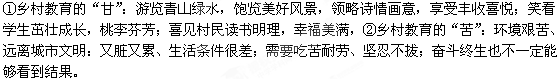 ①乡村教育的“甘”：游览青山绿水，饱览美好风景，领略诗情画意，享受丰收喜悦；笑看
学生茁壮成长，桃李芬芳；喜见村民读书明理，幸福美满，②乡村教育的“苦”：环境艰苦、
远离城市文明：又脏又累、生活条件很差；需要吃苦耐劳、坚忍不拔；奋斗终生也不一定能
够看到结果。